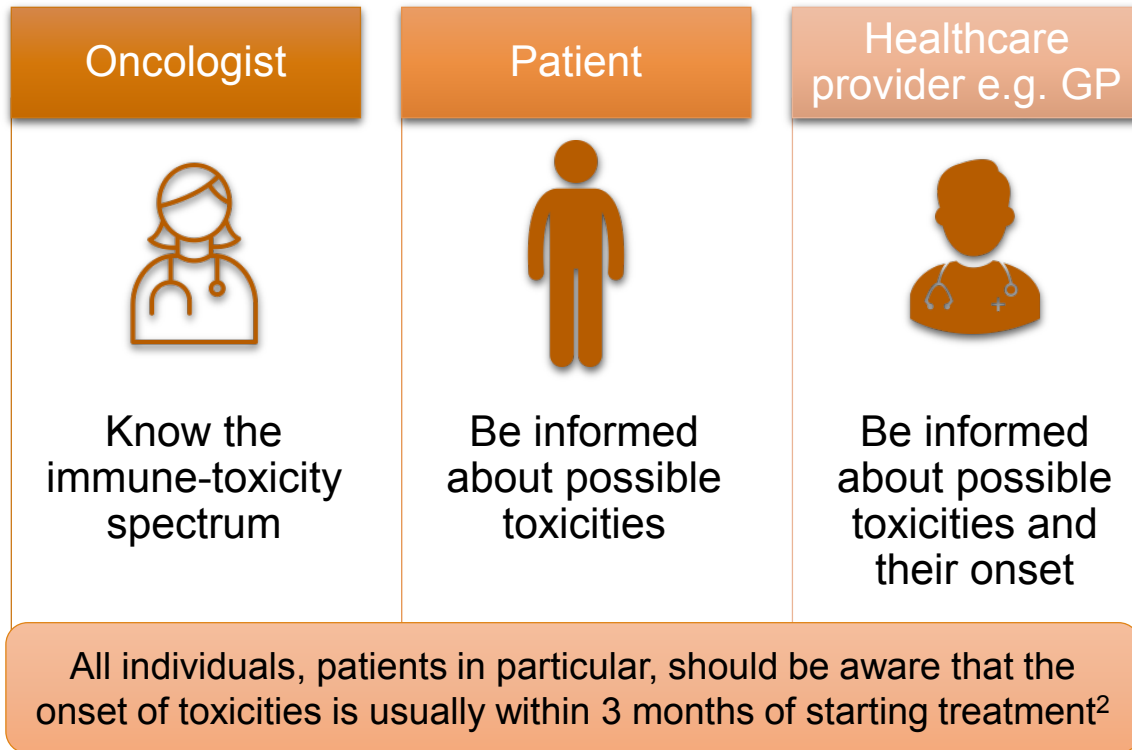 Oncologist
Patient
Healthcare
provider e.g. GP
Know the
immune-toxicity
spectrum
Be informed
about possible
toxicities
Be informed
about possible
toxicities and
their onset
All individuals, patients in particular, should be aware that the
onset of toxicities is usually within 3 months of starting treatment²